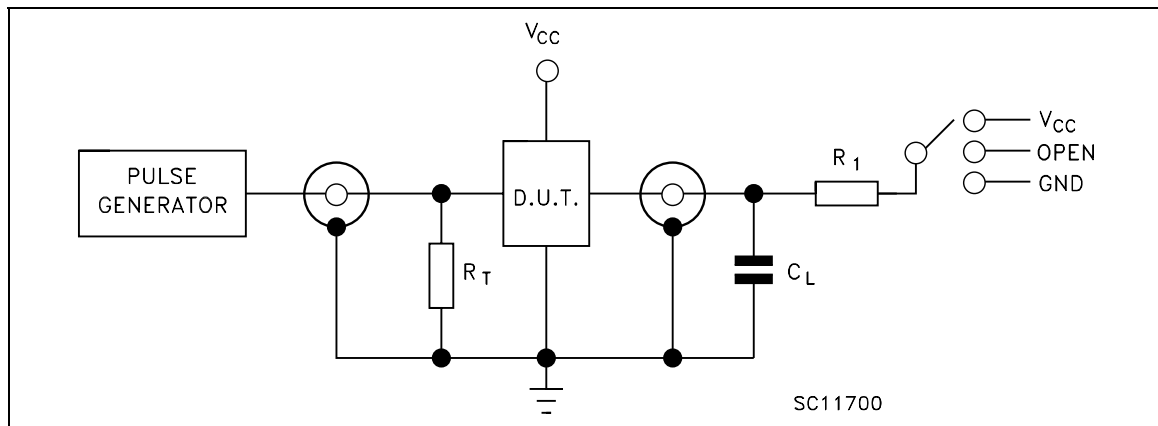 VCC
PULSE
GENERATOR
D.U.T.
RT
CL
R1
VCC
OPEN
GND
SC11700